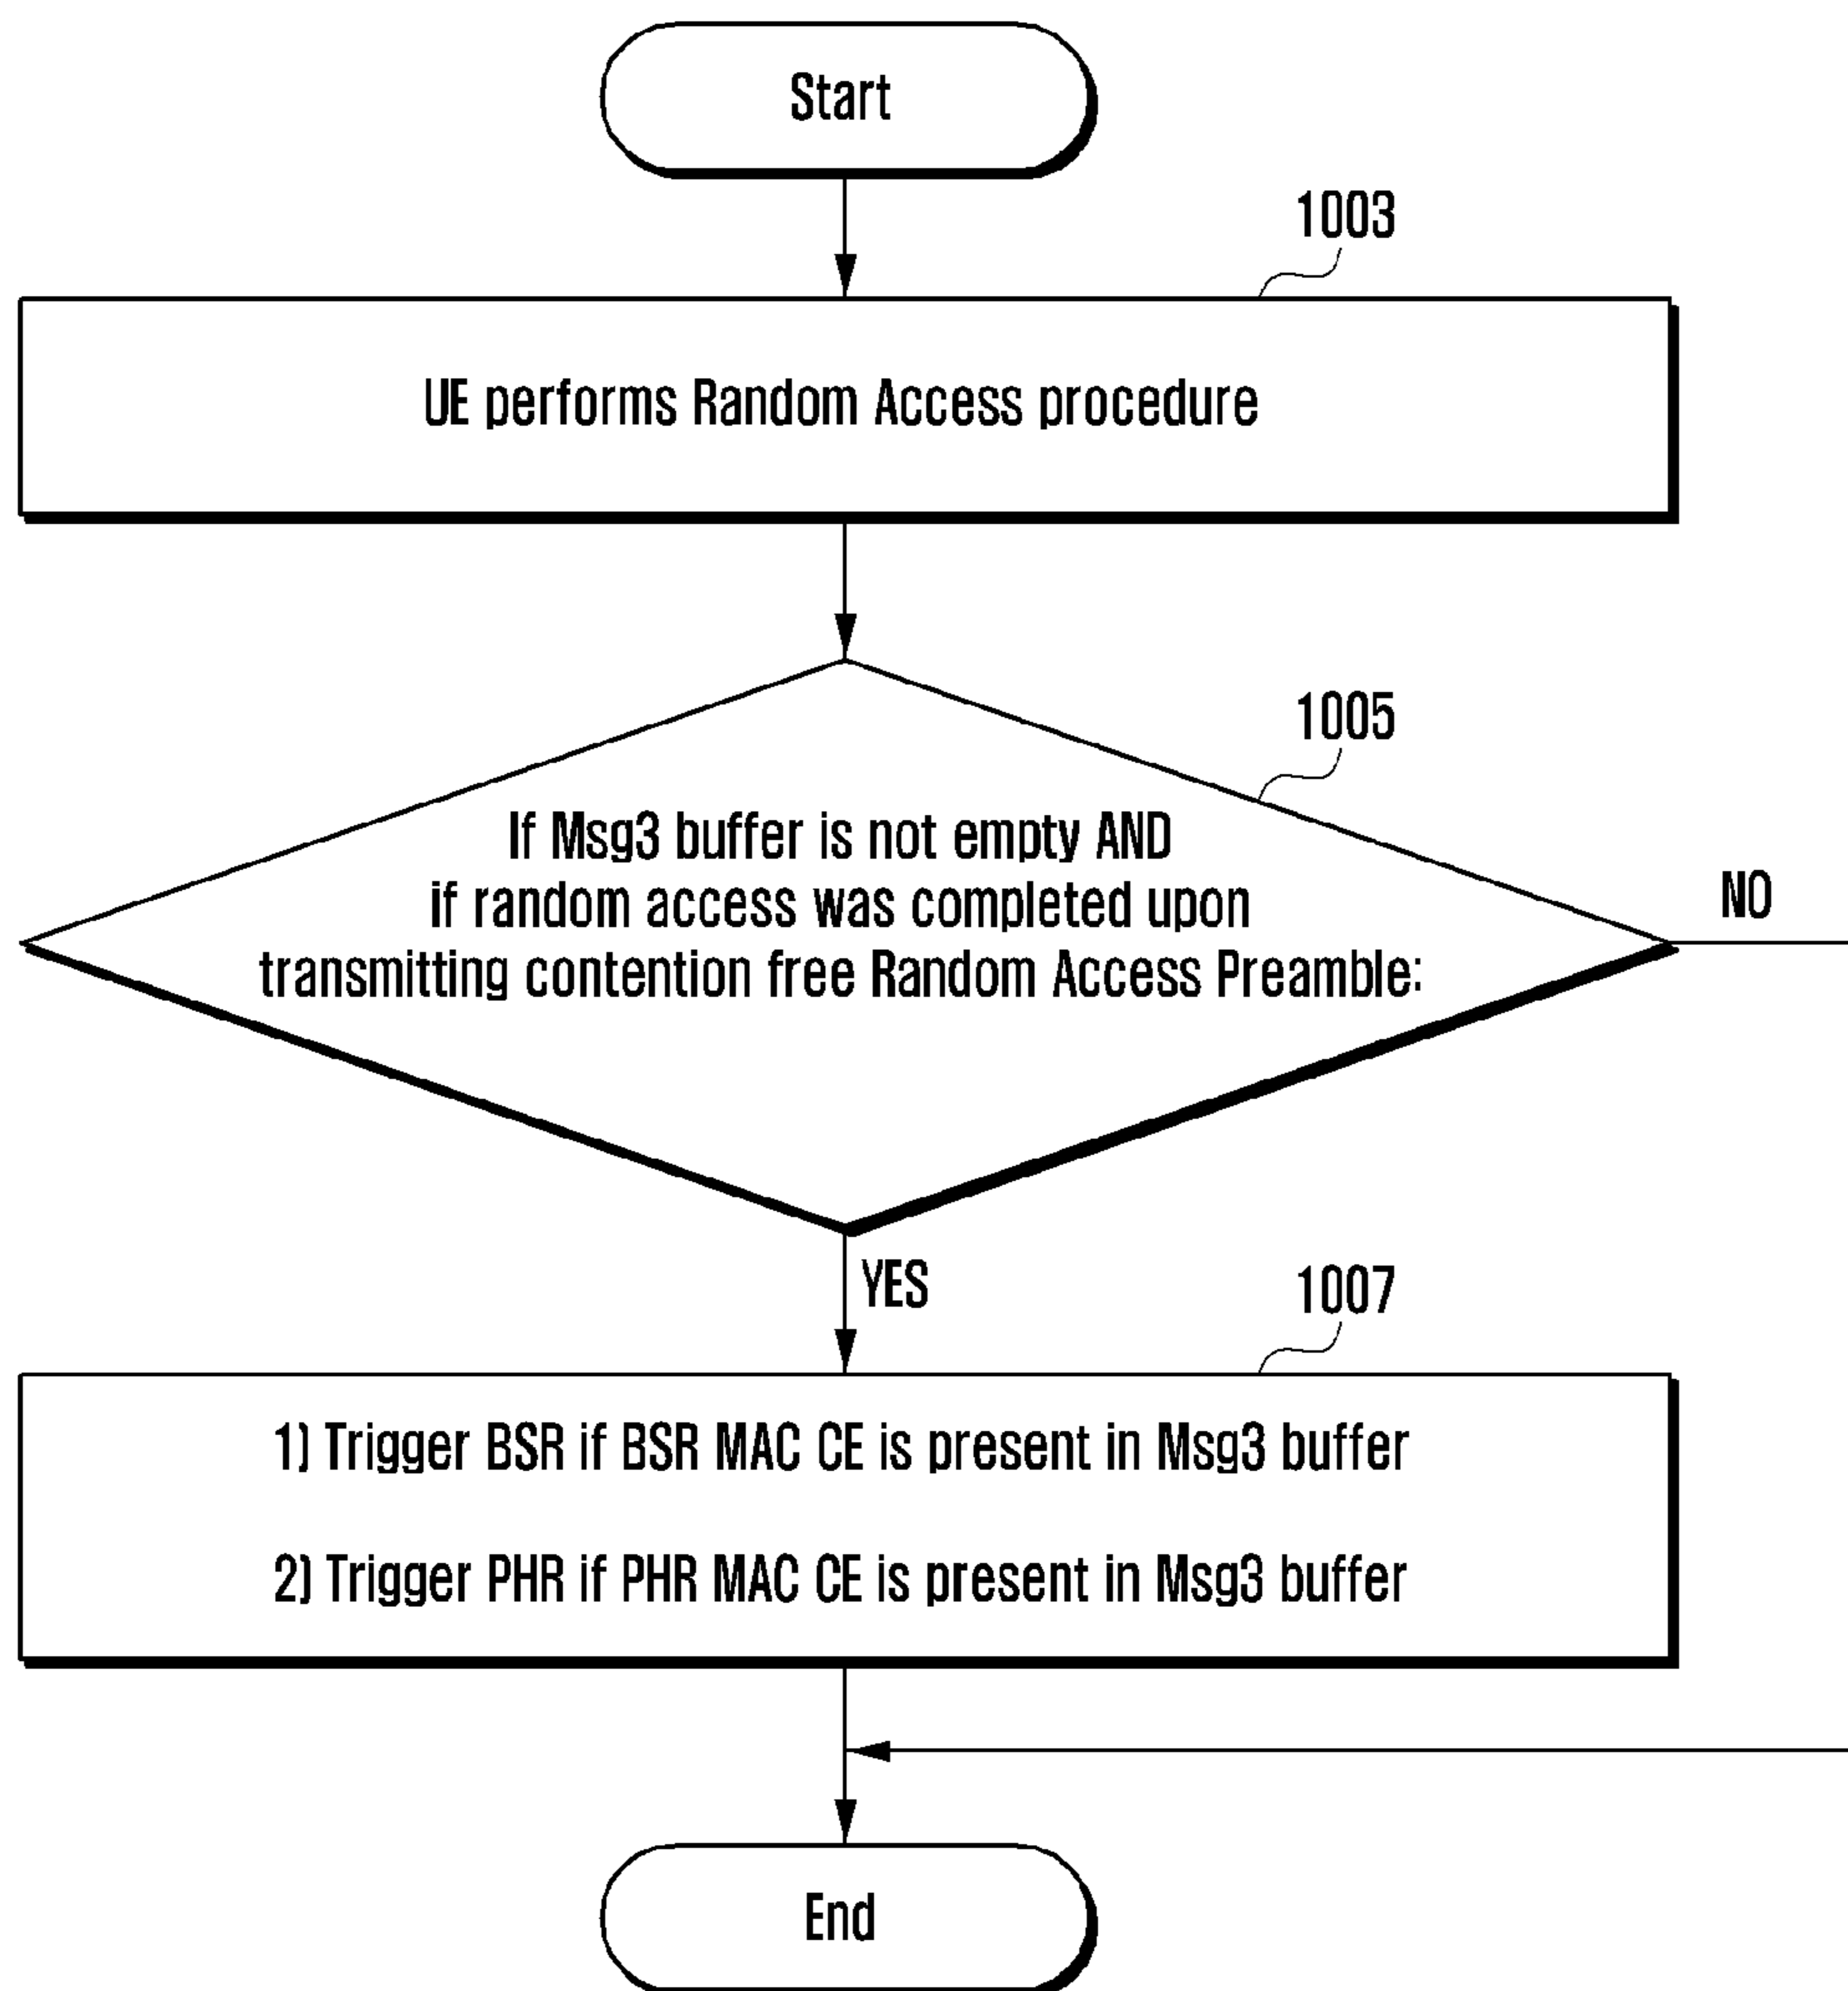 Start
1003
UE performs Random Access procedure
1005
If Msg3 buffer is not empty AND
if random access was completed upon
transmitting contention free Random Access Preamble:
NO
YES
1007
1) Trigger BSR if BSR MAC CE is present in Msg3 buffer
2) Trigger PHR if PHR MAC CE is present in Msg3 buffer
End